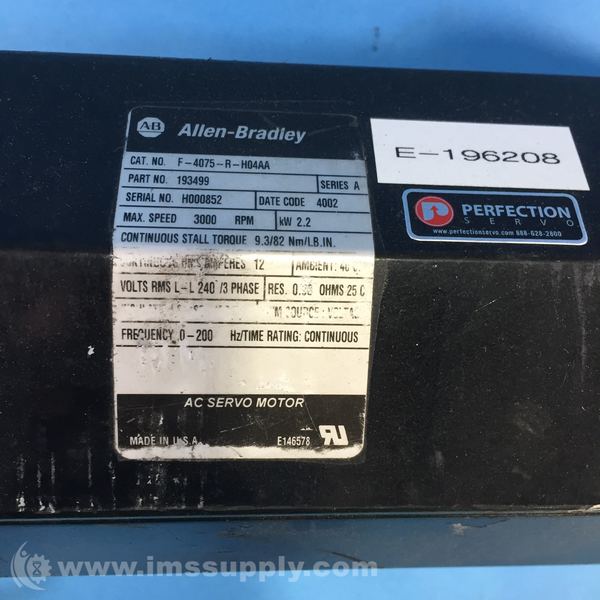 AB Allen-Bradley
CAT. NO. F-4075-R-H04AA
PART NO. 193499 SERIES A
SERIAL NO. H000852 DATE CODE 4002
MAX. SPEED 3000 RPM kW 2.2
CONTINUOUS STALL TORQUE 9.3/82 Nm/LB.IN.
AMPERES 12 AMBIENT: 40
VOLTS RMS L-L 240 /3 PHASE RES. OHMS 25 C
FREQUENCY 0-200 Hz/TIME RATING: CONTINUOUS
AC SERVO MOTOR
MADE IN U.S.A. E146578
E-196208
PERFECTION
SERVO
www.perfectionservo.com 888-628-2800
www.imssupply.com